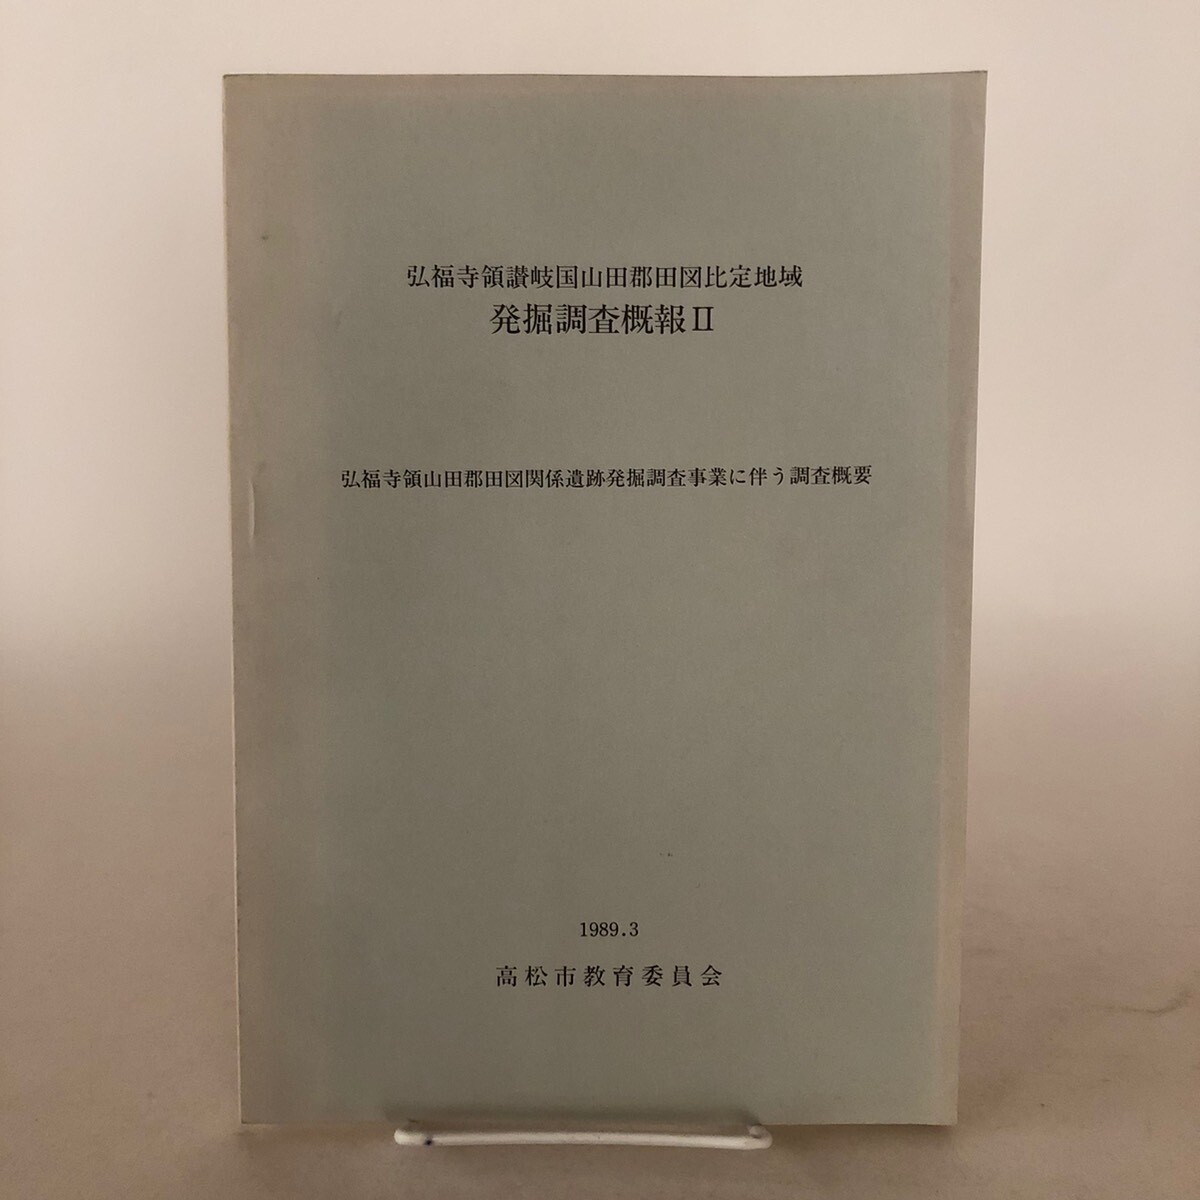 弘福寺領讃岐国山田郡田図比定地域
発掘調査概報Ⅱ
弘福寺領山田郡田図関係遺跡発掘調査事業に伴う調査概要
1989.3
高松市教育委員会